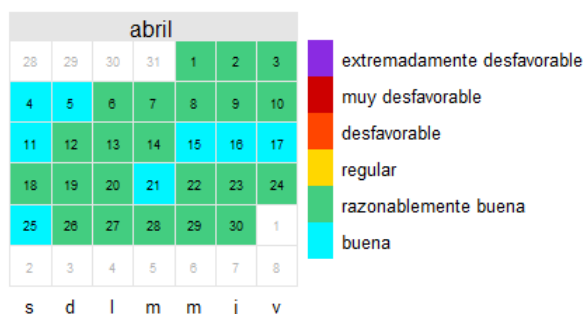 abril
28 29 30 31 1 2 3
4 5 6 7 8 9 10
11 12 13 14 15 16 17
18 19 20 21 22 23 24
25 26 27 28 29 30 1
2 3 4 5 6 7 8
s d l m m j v
extremadamente desfavorable
muy desfavorable
desfavorable
regular
razonablemente buena
buena